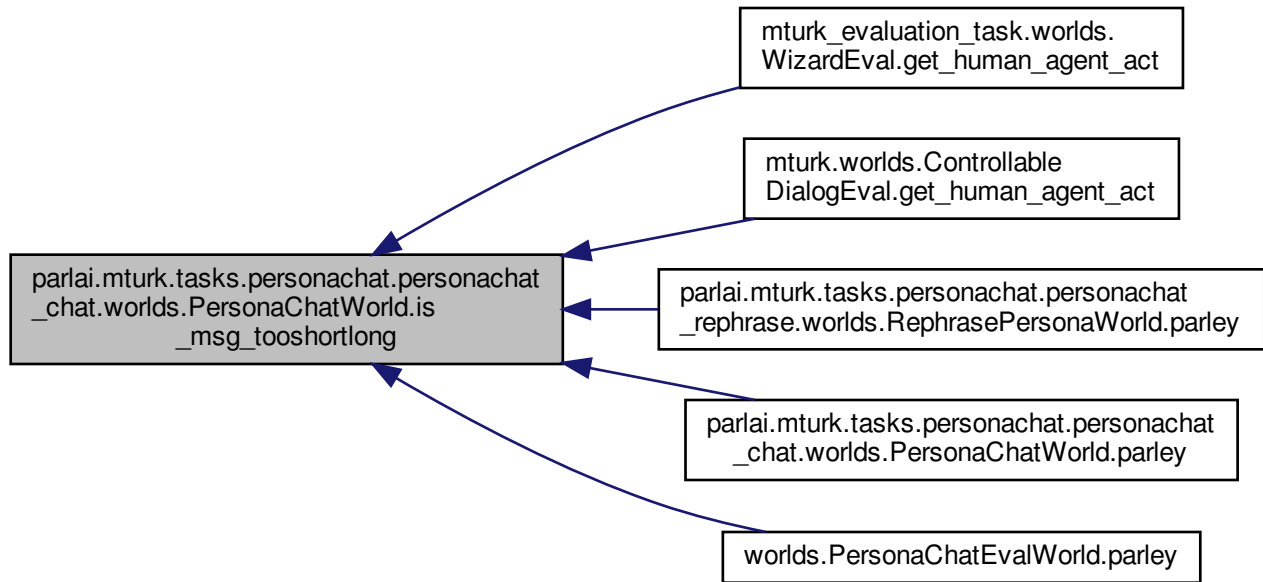 mturk_evaluation_task.worlds.
WizardEval.get_human_agent_act
mturk.worlds.Controllable
DialogEval.get_human_agent_act
parlai.mturk.tasks.personachat.personachat
_chat.worlds.PersonaChatWorld.is
_msg_tooshortlong
parlai.mturk.tasks.personachat.personachat
_rephrase.worlds.RephrasePersonaWorld.parley
parlai.mturk.tasks.personachat.personachat
_chat.worlds.PersonaChatWorld.parley
worlds.PersonaChatEvalWorld.parley